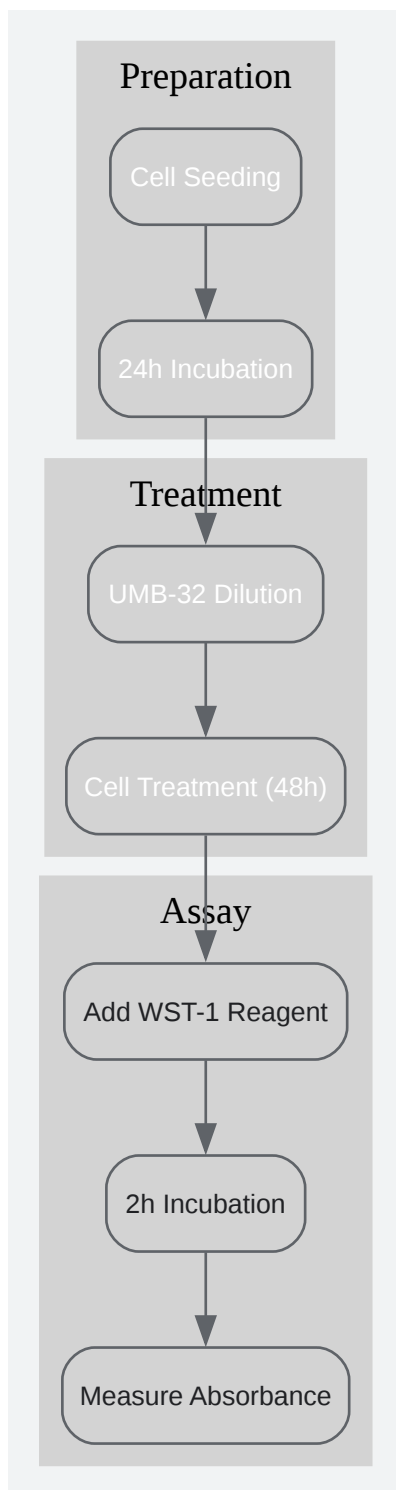 Preparation
Cell Seeding
24h Incubation
Treatment
UMB-32 Dilution
Cell Treatment (48h)
Assay
Add WST-1 Reagent
2h Incubation
Measure Absorbance